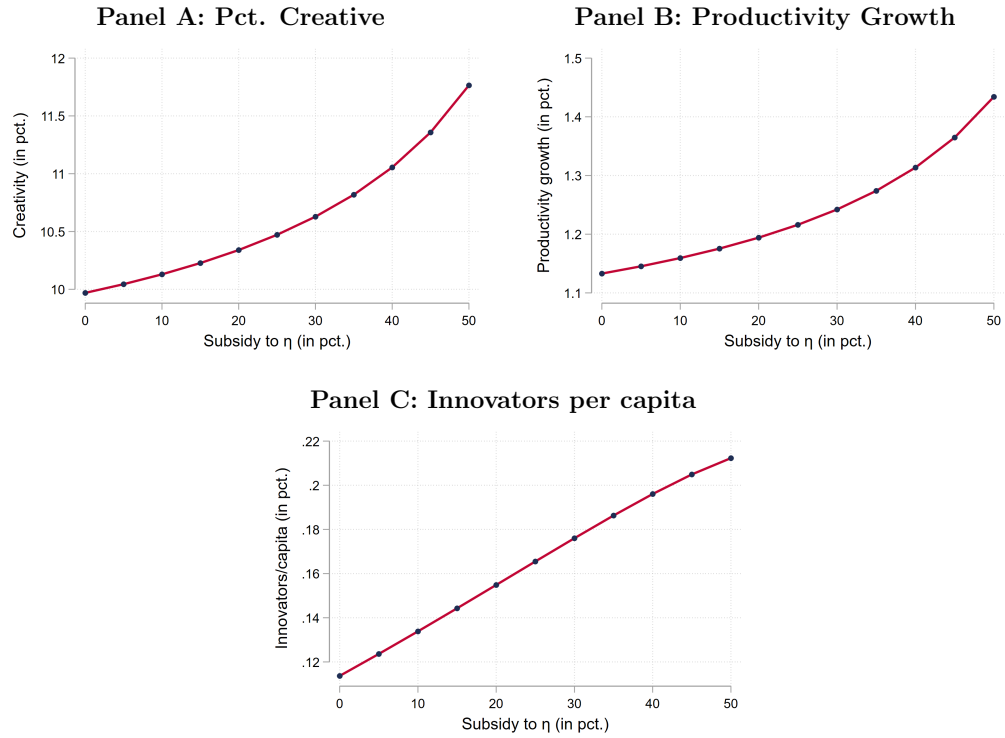 Panel A: Pct. Creative
Creativity (in pct.)
12
11.5
11
10.5
10
0 10 20 30 40 50
Subsidy to η (in pct.)
Panel B: Productivity Growth
Productivity growth (in pct.)
1.5
1.4
1.3
1.2
1.1
0 10 20 30 40 50
Subsidy to η (in pct.)
Panel C: Innovators per capita
Innovators/capita (in pct.)
.22
.2
.18
.16
.14
.12
0 10 20 30 40 50
Subsidy to η (in pct.)